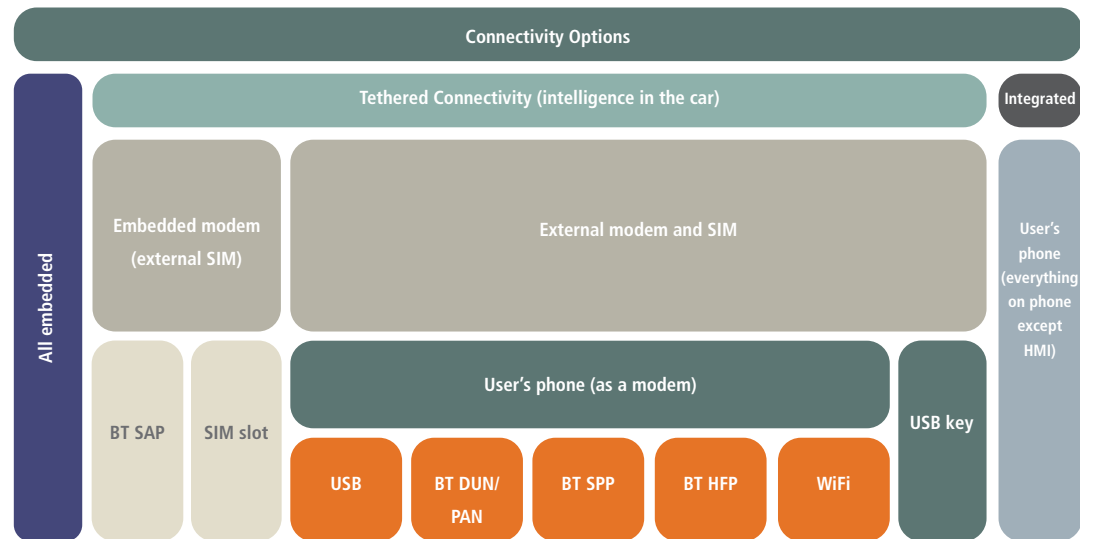 Connectivity Options
Tethered Connectivity (intelligence in the car)
Integrated
All embedded
Embedded modem
(external SIM)
External modem and SIM
User’s
phone
(everything
on phone
except
HMI)
BT SAP
SIM slot
User’s phone (as a modem)
USB key
USB
BT DUN/
PAN
BT SPP
BT HFP
WiFi